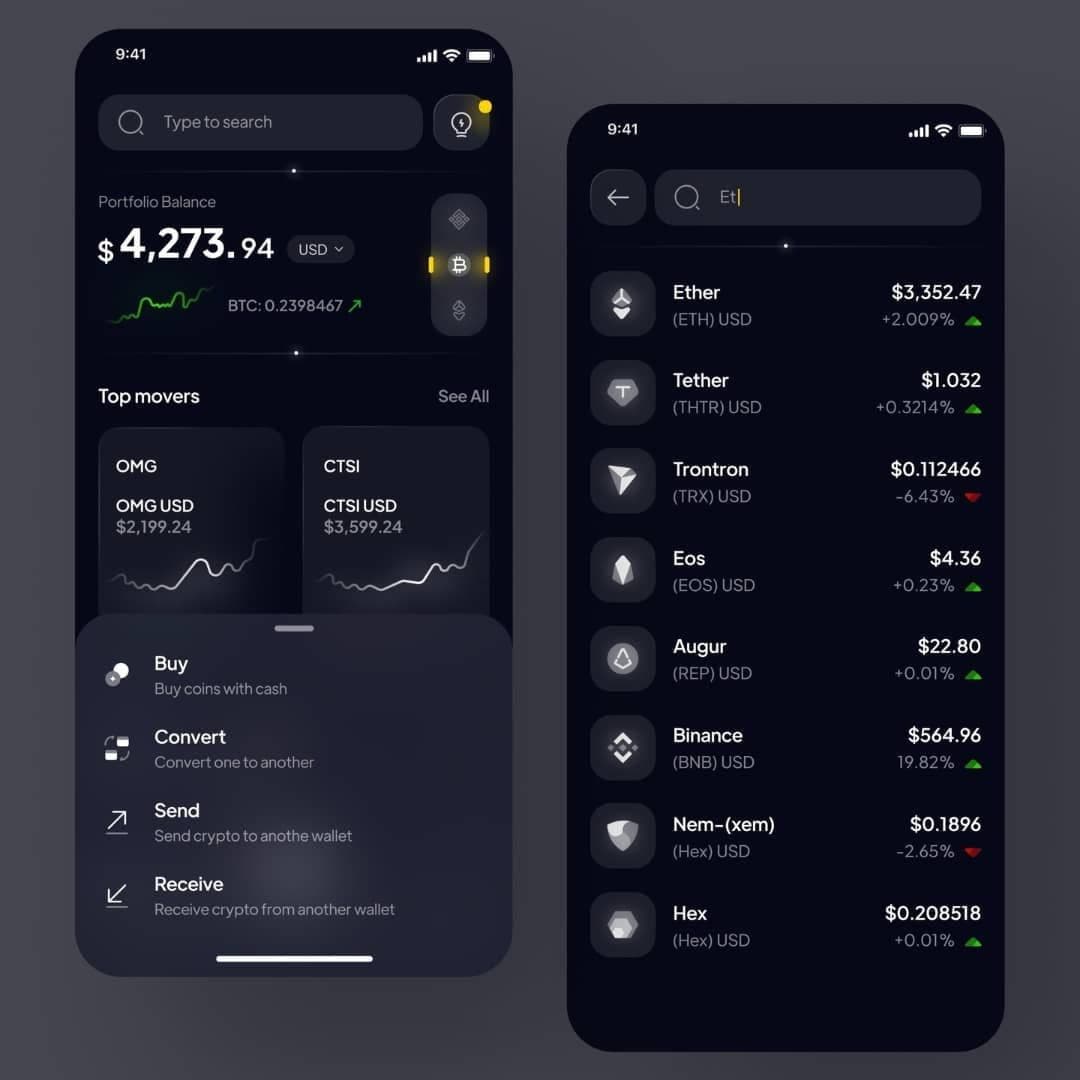 9:41
Type to search
Portfolio Balance
$4,273.94 USD
BTC: 0.2398467
Top movers See All
OMG
OMG USD
$2,199.24
CTSI
CTSI USD
$3,599.24
Buy
Buy coins with cash
Convert
Convert one to another
Send
Send crypto to anothe wallet
Receive
Receive crypto from another wallet
9:41
Et
Ether $3,352.47
(ETH) USD +2.009%
Tether $1.032
(THTR) USD +0.3214%
Trontron $0.112466
(TRX) USD -6.43%
Eos $4.36
(EOS) USD +0.23%
Augur $22.80
(REP) USD +0.01%
Binance $564.96
(BNB) USD 19.82%
Nem-(xem) $0.1896
(Hex) USD -2.65%
Hex $0.208518
(Hex) USD +0.01%